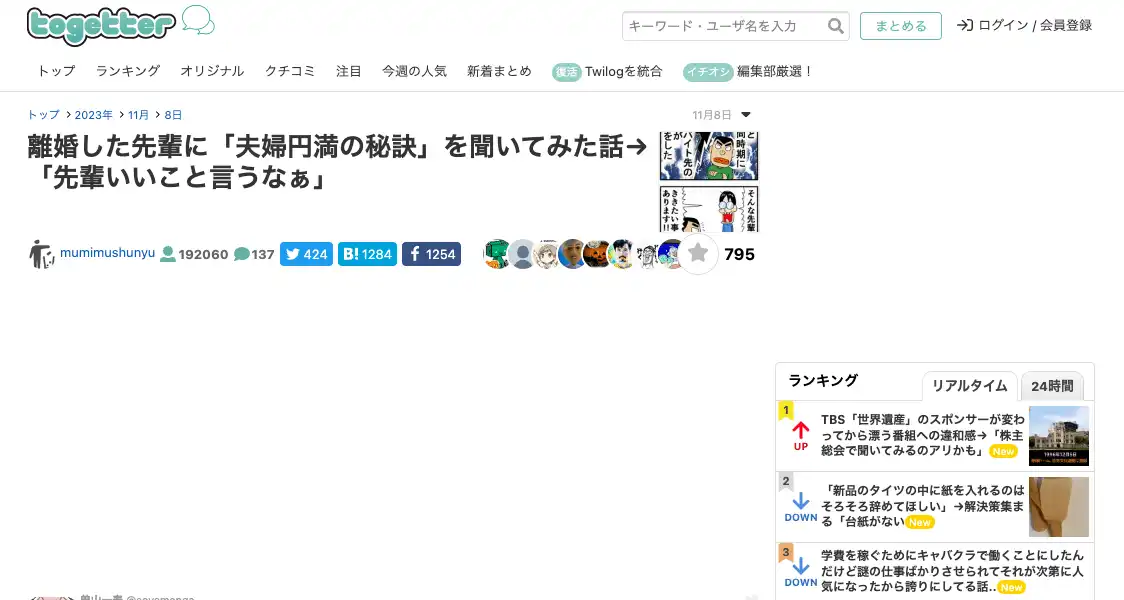 togetter
キーワード・ユーザ名を入力
まとめる
ログイン / 会員登録
トップ ランキング オリジナル クチコミ 注目 今週の人気 新着まとめ 復活 Twilogを統合 イチオシ 編集部厳選！
トップ 2023年 11月 8日
11月8日
離婚した先輩に「夫婦円満の秘訣」を聞いてみた話→
「先輩いいこと言うなぁ」
同時期に
バイト先の
をした
が
と
そんな先輩
ききたい事
あります!!
mumimushunyu 192060 137 424 B! 1284 f 1254 795
ランキング
リアルタイム
24時間
1
UP
TBS「世界遺産」のスポンサーが変わ
ってから漂う番組への違和感→「株主
総会で聞いてみるのアリかも」 New
2
DOWN
「新品のタイツの中に紙を入れるのは
そろそろ辞めてほしい」→解決策集ま
る「台紙がない New
3
DOWN
学費を稼ぐためにキャバクラで働くことにしたん
だけど謎の仕事ばかりさせられてそれが次第に人
気になったから誇りにしてる話.. New